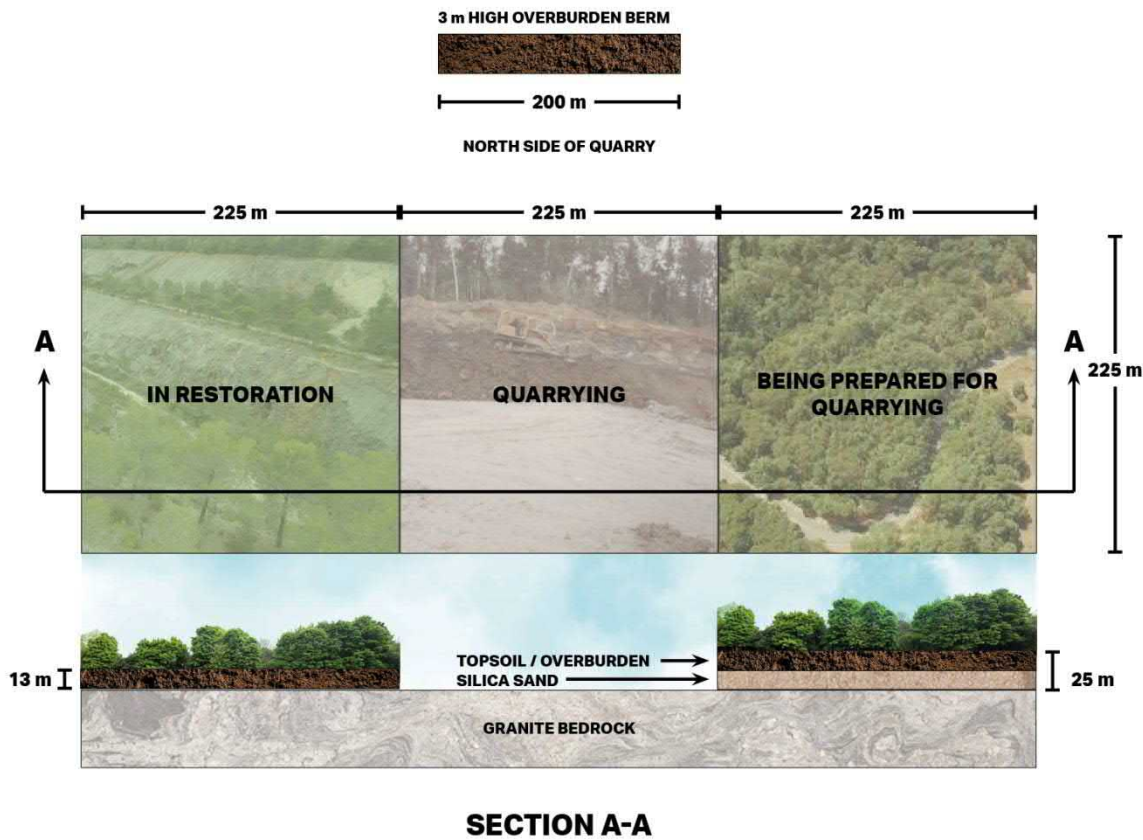 3 m HIGH OVERBURDEN BERM
200 m
NORTH SIDE OF QUARRY
225 m
225 m
225 m
A
A
225 m
IN RESTORATION
QUARRYING
BEING PREPARED FOR
QUARRYING
TOPSOIL / OVERBURDEN
SILICA SAND
13 m
25 m
GRANITE BEDROCK
SECTION A-A